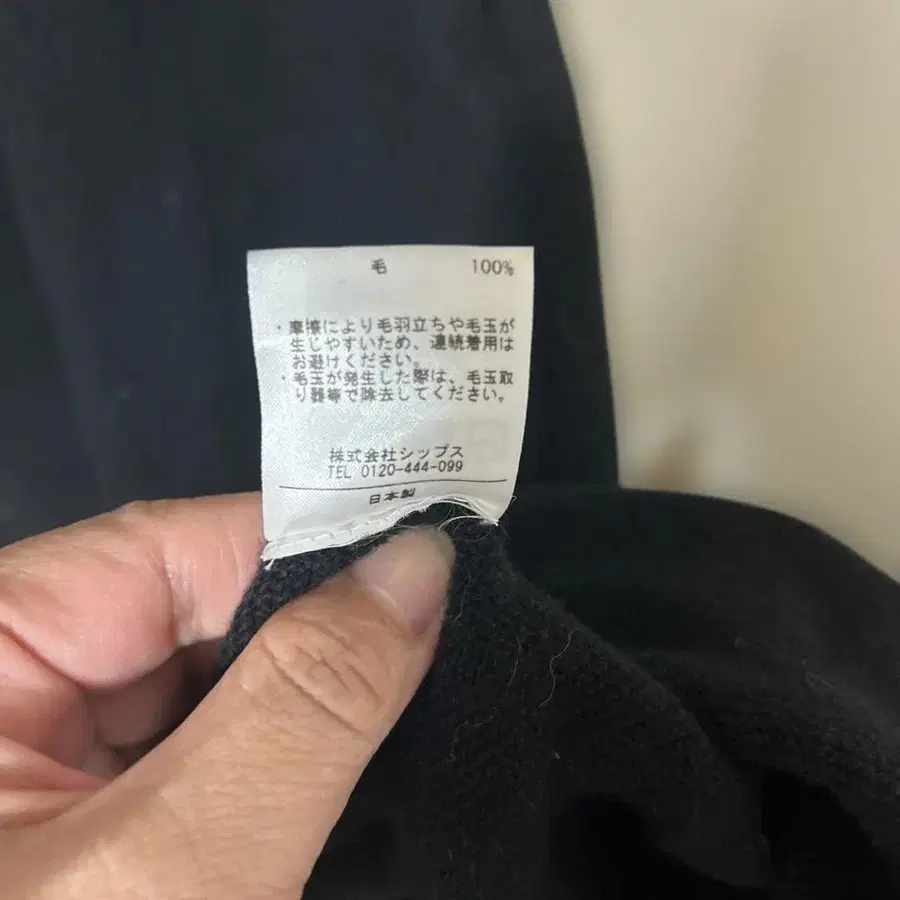 毛 100%
・摩擦により毛羽立ちや毛玉が
生じやすいため、連続着用は
お避けください。
・毛玉が発生した際は、毛玉取
り器等で除去してください。
株式会社シップス
TEL 0120-444-099
日本製